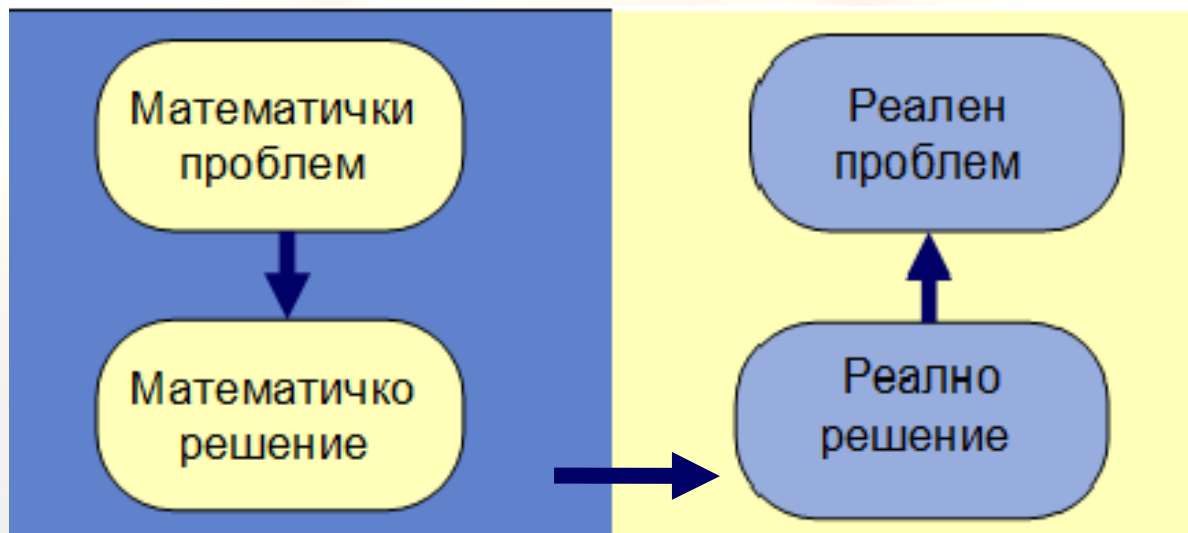 Математички
проблем
Математичко
решение
Реален
проблем
Реално
решение